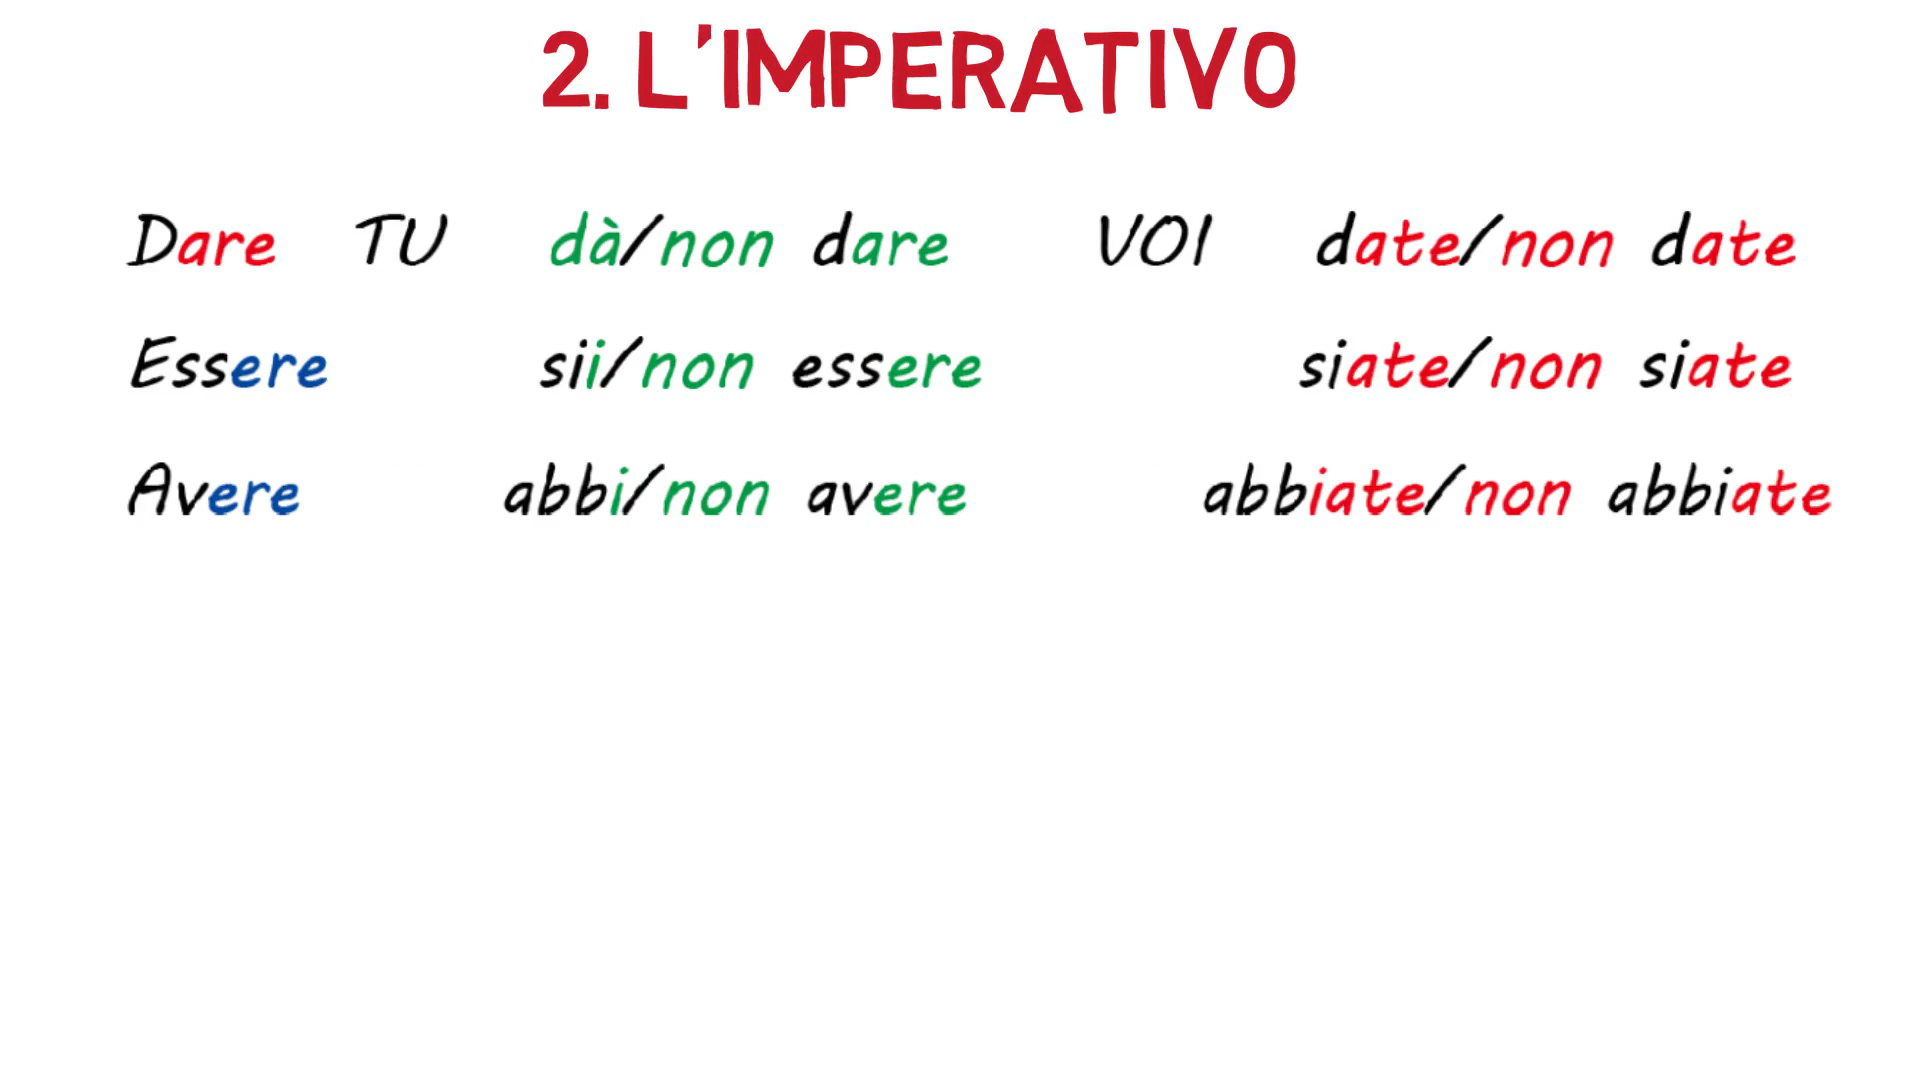 2. L'IMPERATIVO
Dare TU dà/non dare VOI date/non date
Essere sii/non essere siate/non siate
Avere abbi/non avere abbiate/non abbiate